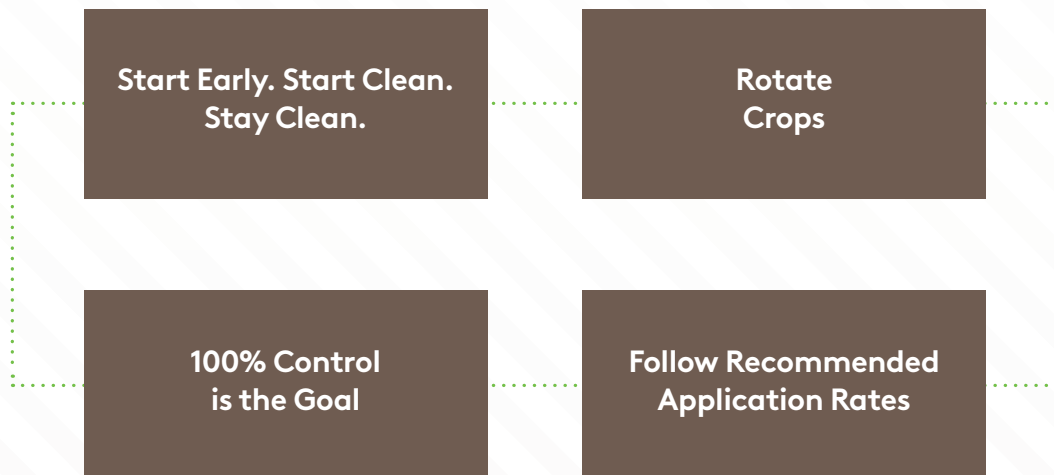 Start Early. Start Clean.
Stay Clean.
Rotate
Crops
100% Control
is the Goal
Follow Recommended
Application Rates